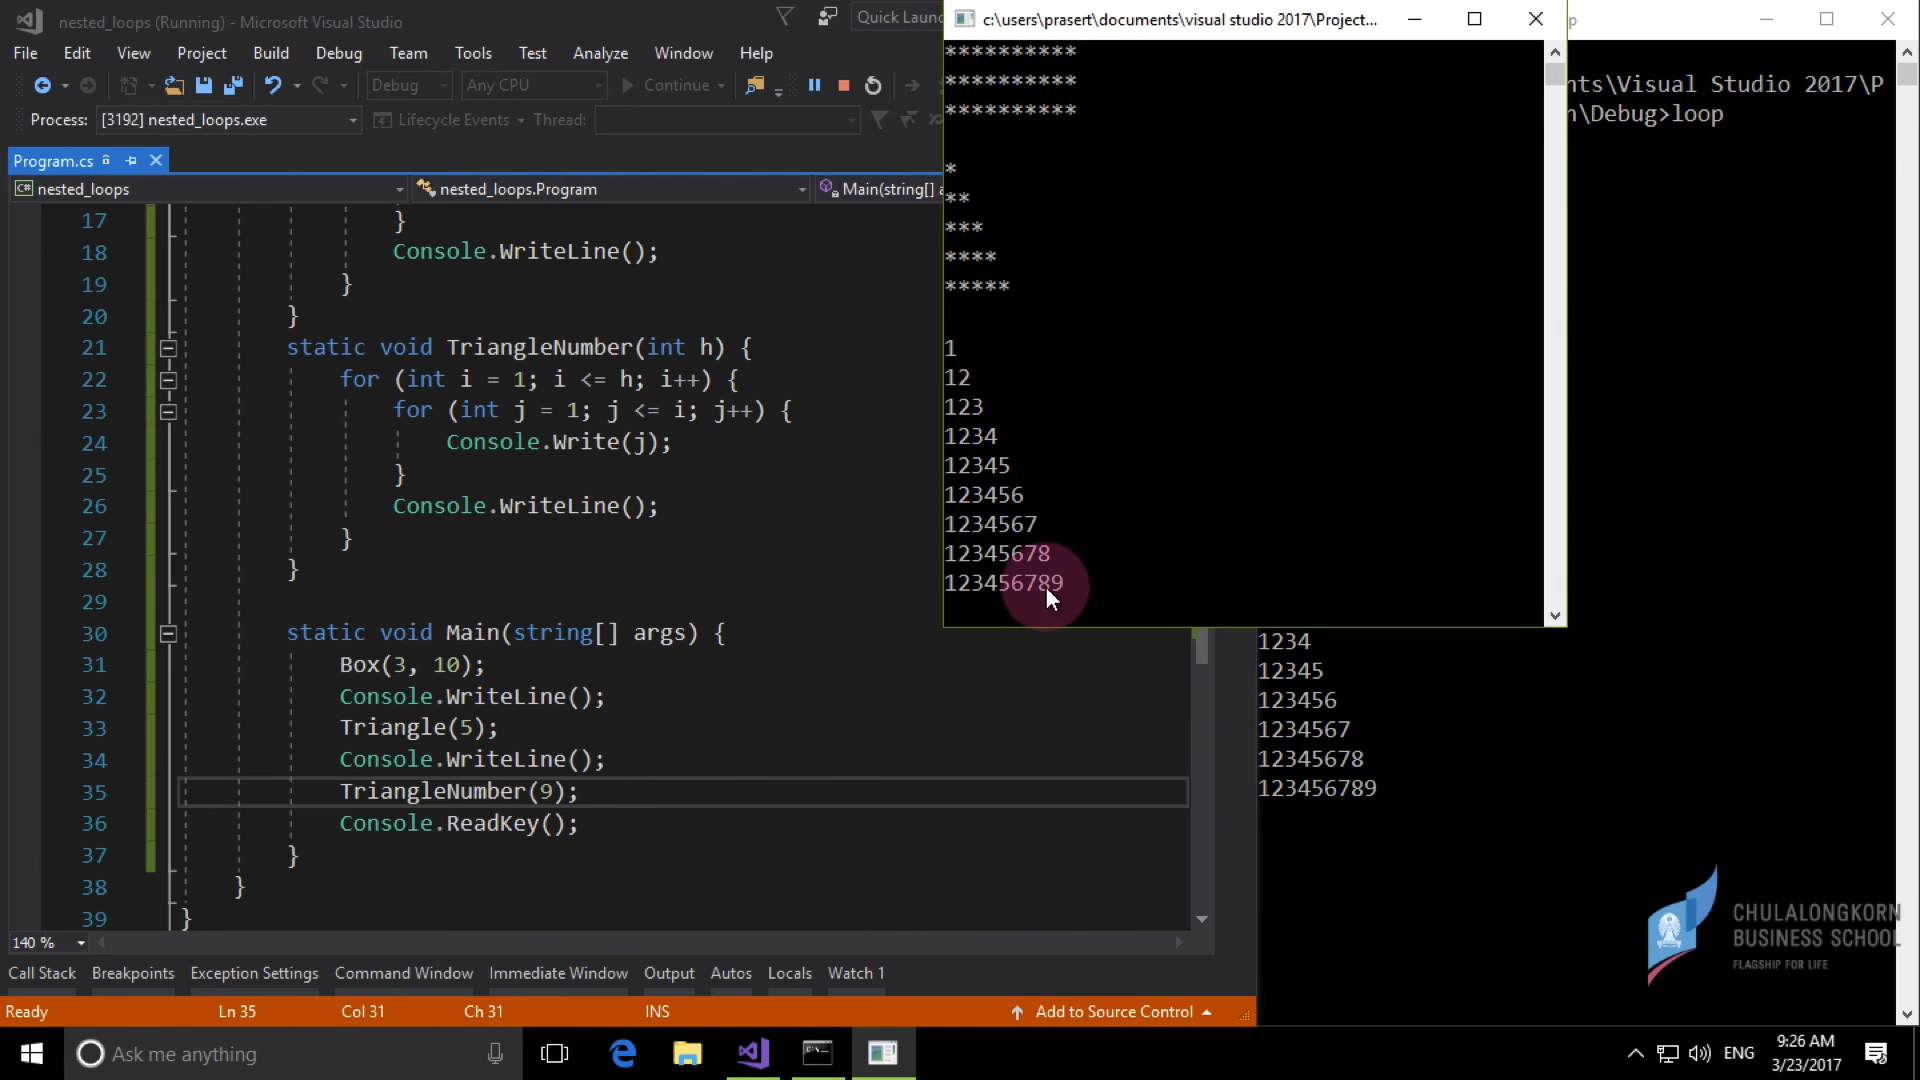 nested_loops (Running) - Microsoft Visual Studio
Quick Laun
File Edit View Project Build Debug Team Tools Test Analyze Window Help
Debug Any CPU Continue
Process: [3192] nested_loops.exe Lifecycle Events Thread:
Program.cs
nested_loops nested_loops.Program Main(string[] a
17 }
18 Console.WriteLine();
19 }
20 }
21 static void TriangleNumber(int h) {
22 for (int i = 1; i <= h; i++) {
23 for (int j = 1; j <= i; j++) {
24 Console.Write(j);
25 }
26 Console.WriteLine();
27 }
28 }
29
30 static void Main(string[] args) {
31 Box(3, 10);
32 Console.WriteLine();
33 Triangle(5);
34 Console.WriteLine();
35 TriangleNumber(9);
36 Console.ReadKey();
37 }
38 }
39 }
140 %
Call Stack Breakpoints Exception Settings Command Window Immediate Window Output Autos Locals Watch 1
Ready Ln 35 Col 31 Ch 31 INS Add to Source Control
c:\users\prasert\documents\visual studio 2017\Project...
**********
**********
**********
*
**
***
****
*****
1
12
123
1234
12345
123456
1234567
12345678
123456789
p
nts\Visual Studio 2017\P
n\Debug>loop
1234
12345
123456
1234567
12345678
123456789
CHULALONGKORN
BUSINESS SCHOOL
FLAGSHIP FOR LIFE
Ask me anything
ENG
9:26 AM
3/23/2017